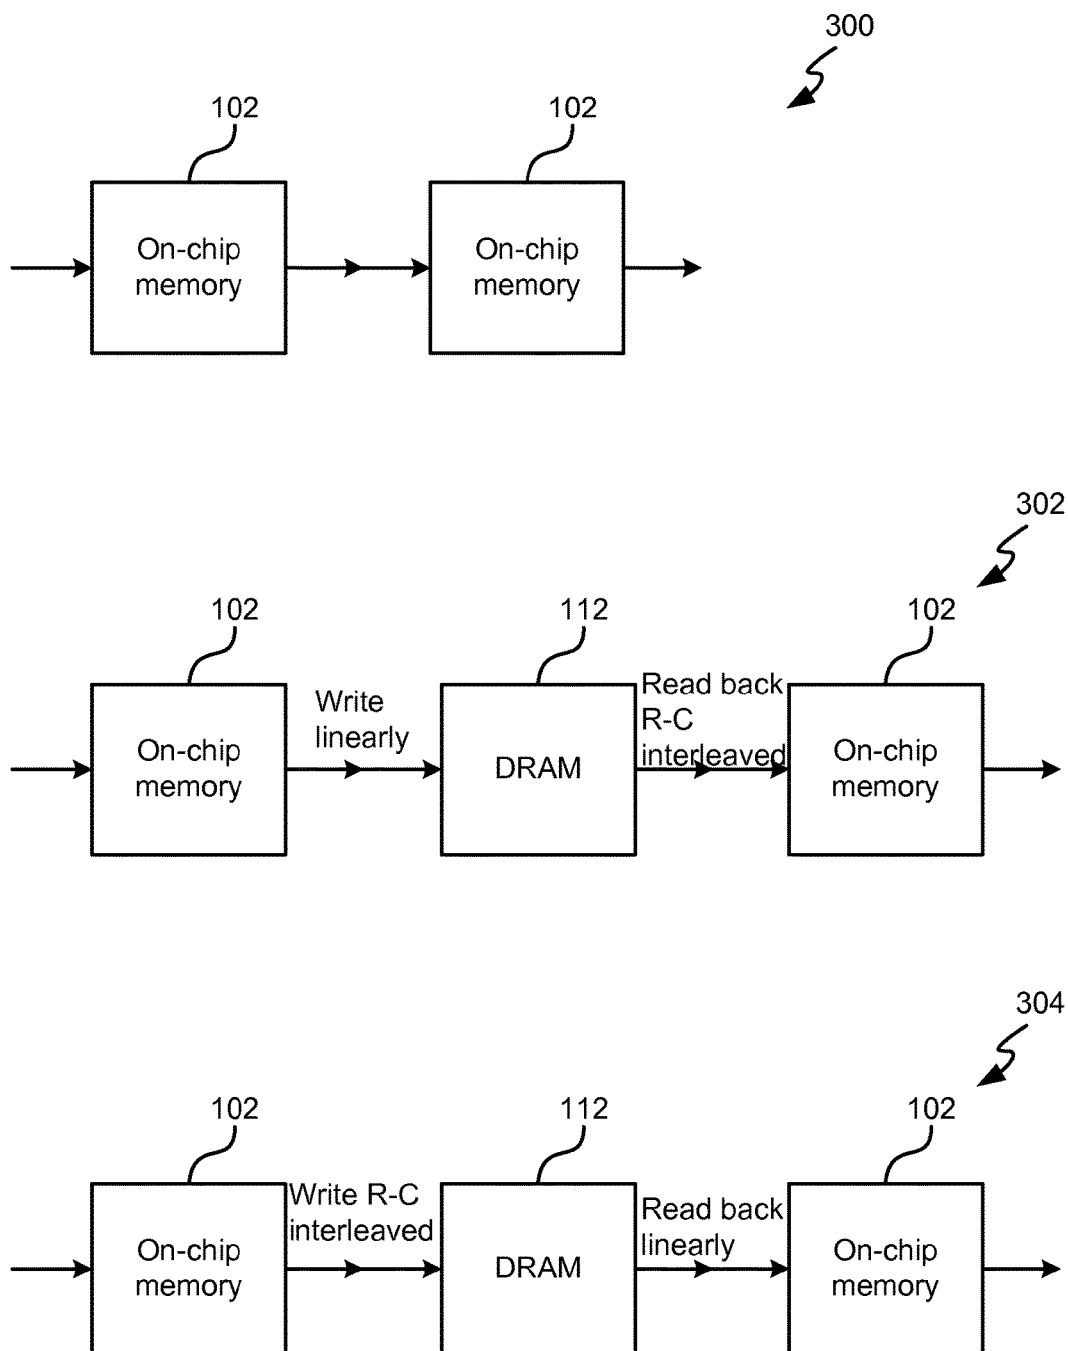 300
102
102
On-chip
memory
On-chip
memory
302
102
112
102
Write
linearly
Read back
R-C
interleaved
On-chip
memory
DRAM
On-chip
memory
304
102
112
102
Write R-C
interleaved
Read back
linearly
On-chip
memory
DRAM
On-chip
memory